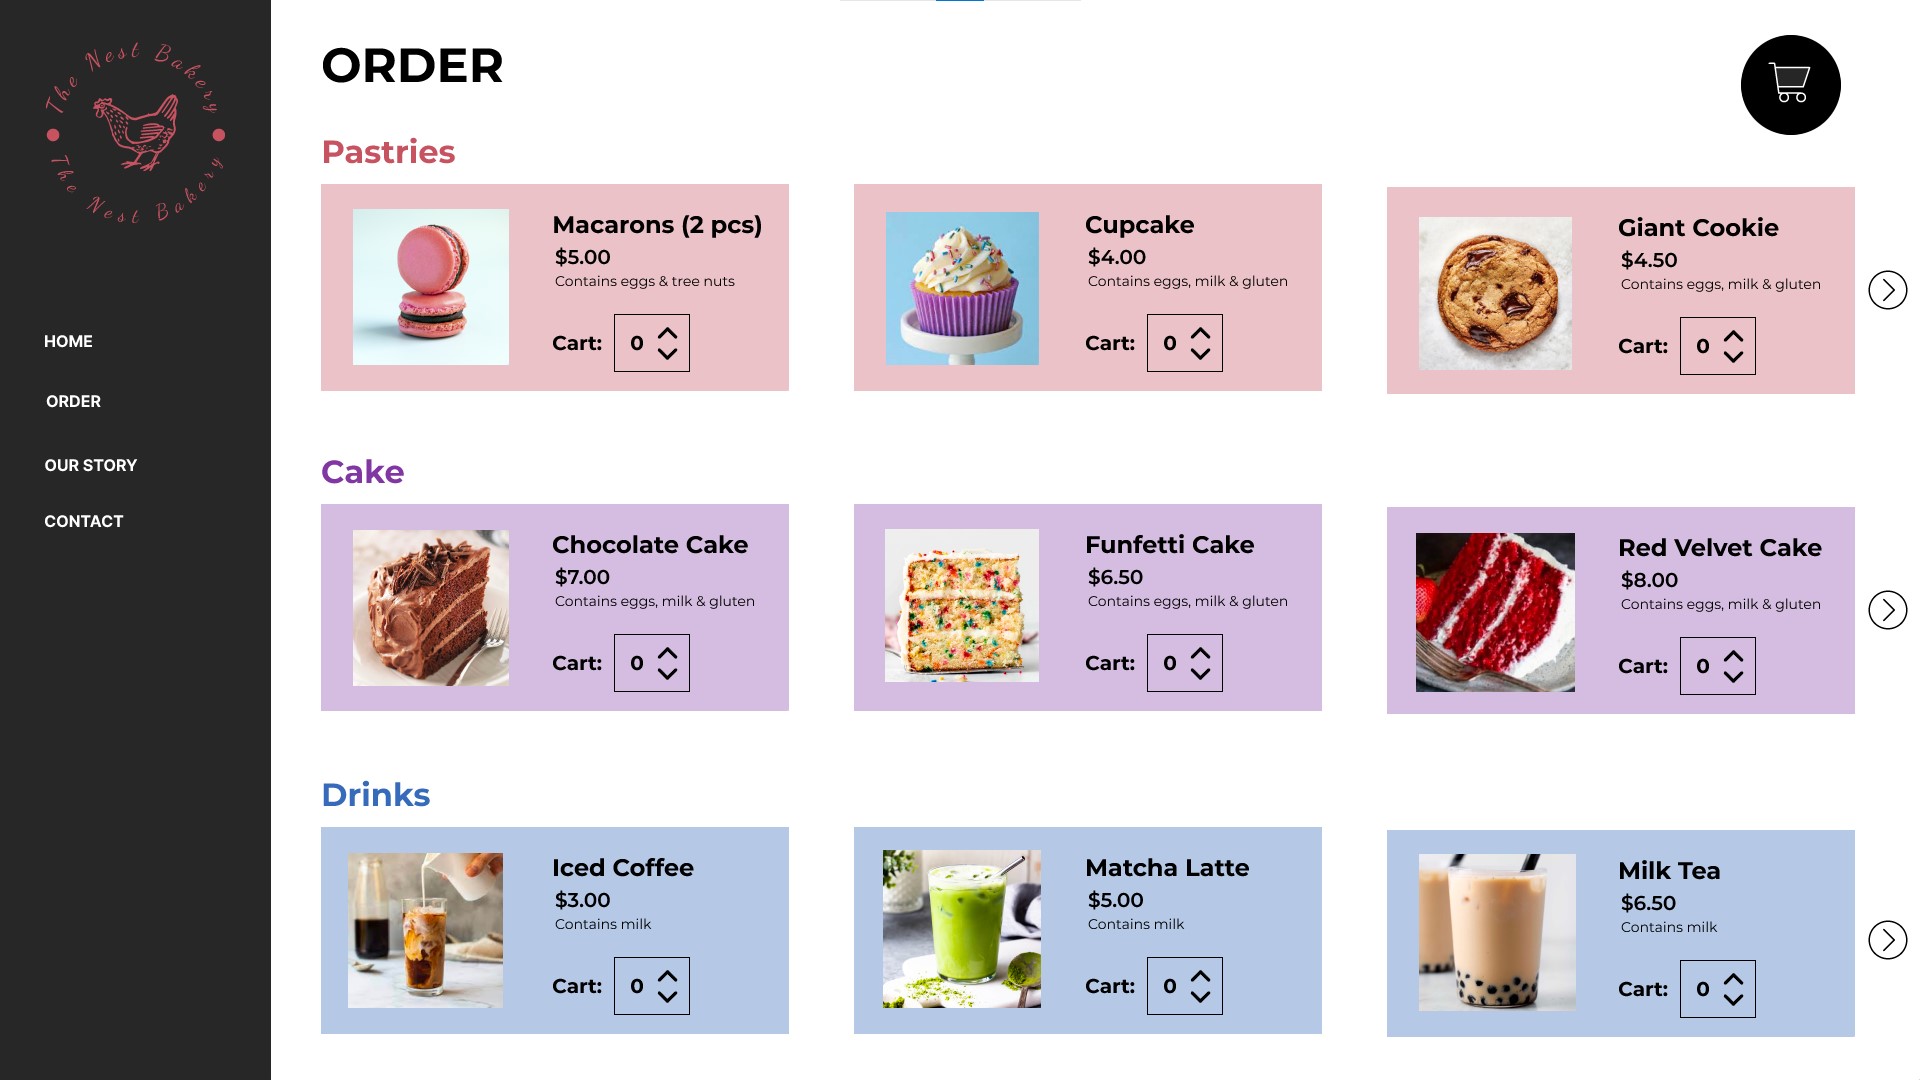 The Nest Bakery
The Nest Bakery
HOME
ORDER
OUR STORY
CONTACT
ORDER
Pastries
Macarons (2 pcs)
$5.00
Contains eggs & tree nuts
Cart: 0
Cupcake
$4.00
Contains eggs, milk & gluten
Cart: 0
Giant Cookie
$4.50
Contains eggs, milk & gluten
Cart: 0
Cake
Chocolate Cake
$7.00
Contains eggs, milk & gluten
Cart: 0
Funfetti Cake
$6.50
Contains eggs, milk & gluten
Cart: 0
Red Velvet Cake
$8.00
Contains eggs, milk & gluten
Cart: 0
Drinks
Iced Coffee
$3.00
Contains milk
Cart: 0
Matcha Latte
$5.00
Contains milk
Cart: 0
Milk Tea
$6.50
Contains milk
Cart: 0